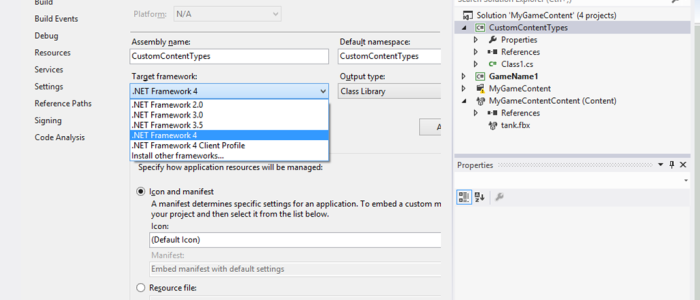 Build
Build Events
Debug
Resources
Services
Settings
Reference Paths
Signing
Code Analysis
Platform: N/A
Assembly name:
CustomContentTypes
Default namespace:
CustomContentTypes
Target framework:
.NET Framework 4
Output type:
Class Library
.NET Framework 2.0
.NET Framework 3.0
.NET Framework 3.5
.NET Framework 4
.NET Framework 4 Client Profile
Install other frameworks...
Specify how application resources will be managed:
Icon and manifest
A manifest determines specific settings for an application. To embed a custom m
your project and then select it from the list below.
Icon:
(Default Icon)
Manifest:
Embed manifest with default settings
Resource file:
Solution 'MyGameContent' (4 projects)
CustomContentTypes
Properties
References
Class1.cs
GameName1
MyGameContent
MyGameContentContent (Content)
References
tank.fbx
Properties